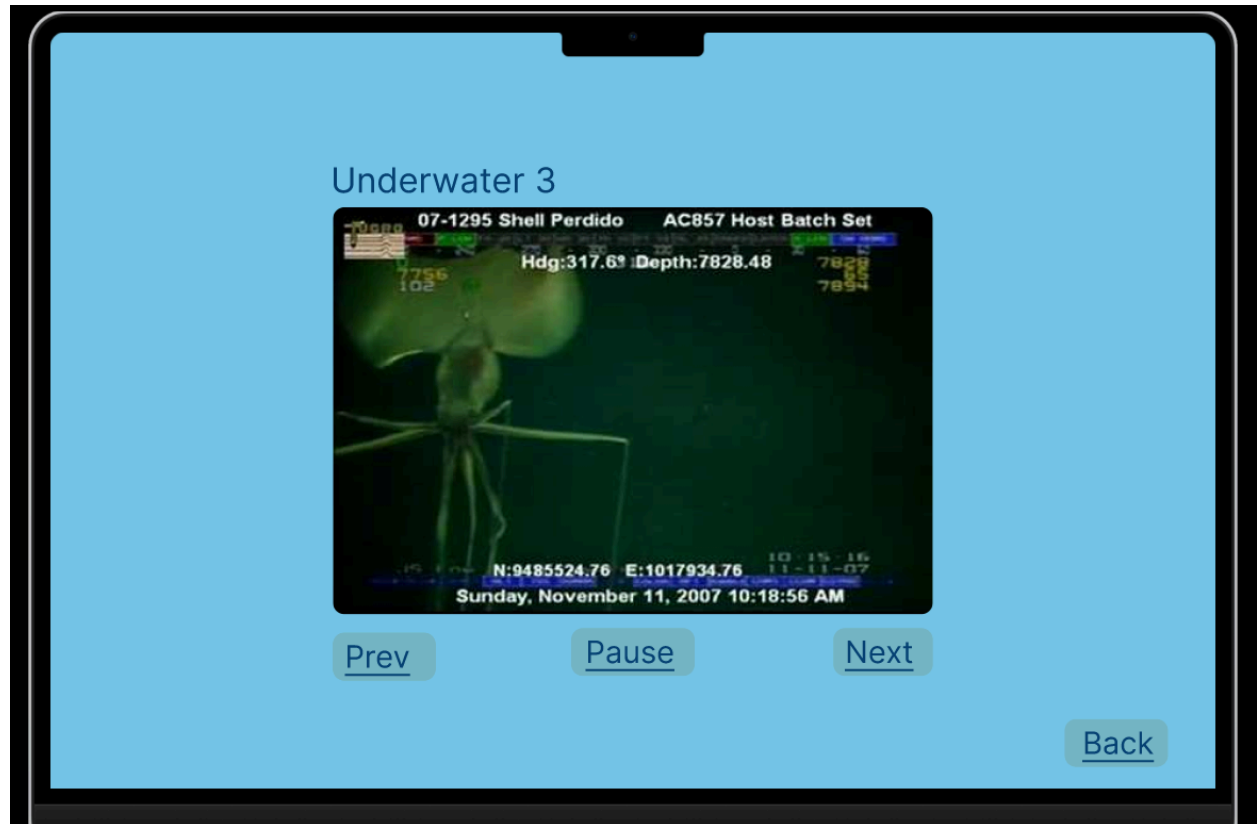 Underwater 3
07-1295 Shell Perdido AC857 Host Batch Set
Hdg:317.6° Depth:7828.48
7756
102
7894
10-15-16
N:9485524.76 E:1017934.76
11-11-07
Sunday, November 11, 2007 10:18:56 AM
Prev
Pause
Next
Back